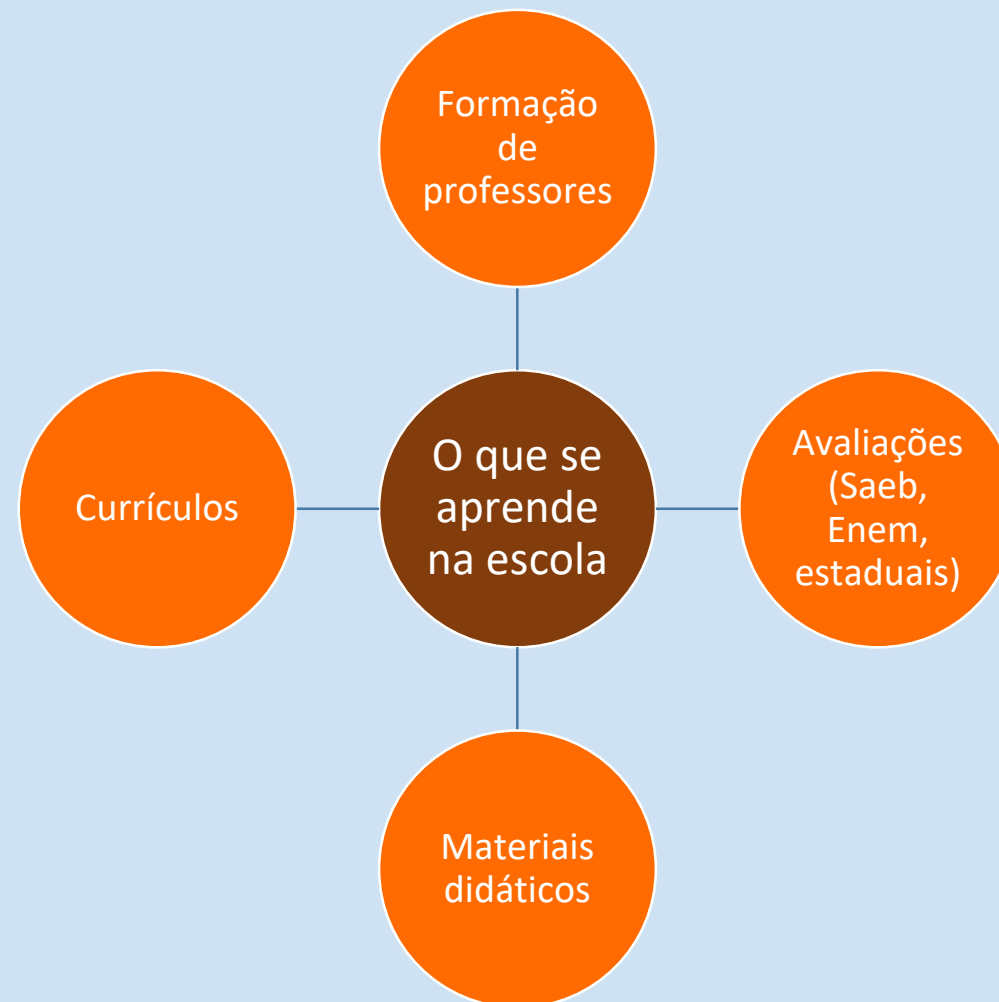 Formação
de
professores
Currículos
O que se
aprende
na escola
Avaliações
(Saeb,
Enem,
estaduais)
Materiais
didáticos